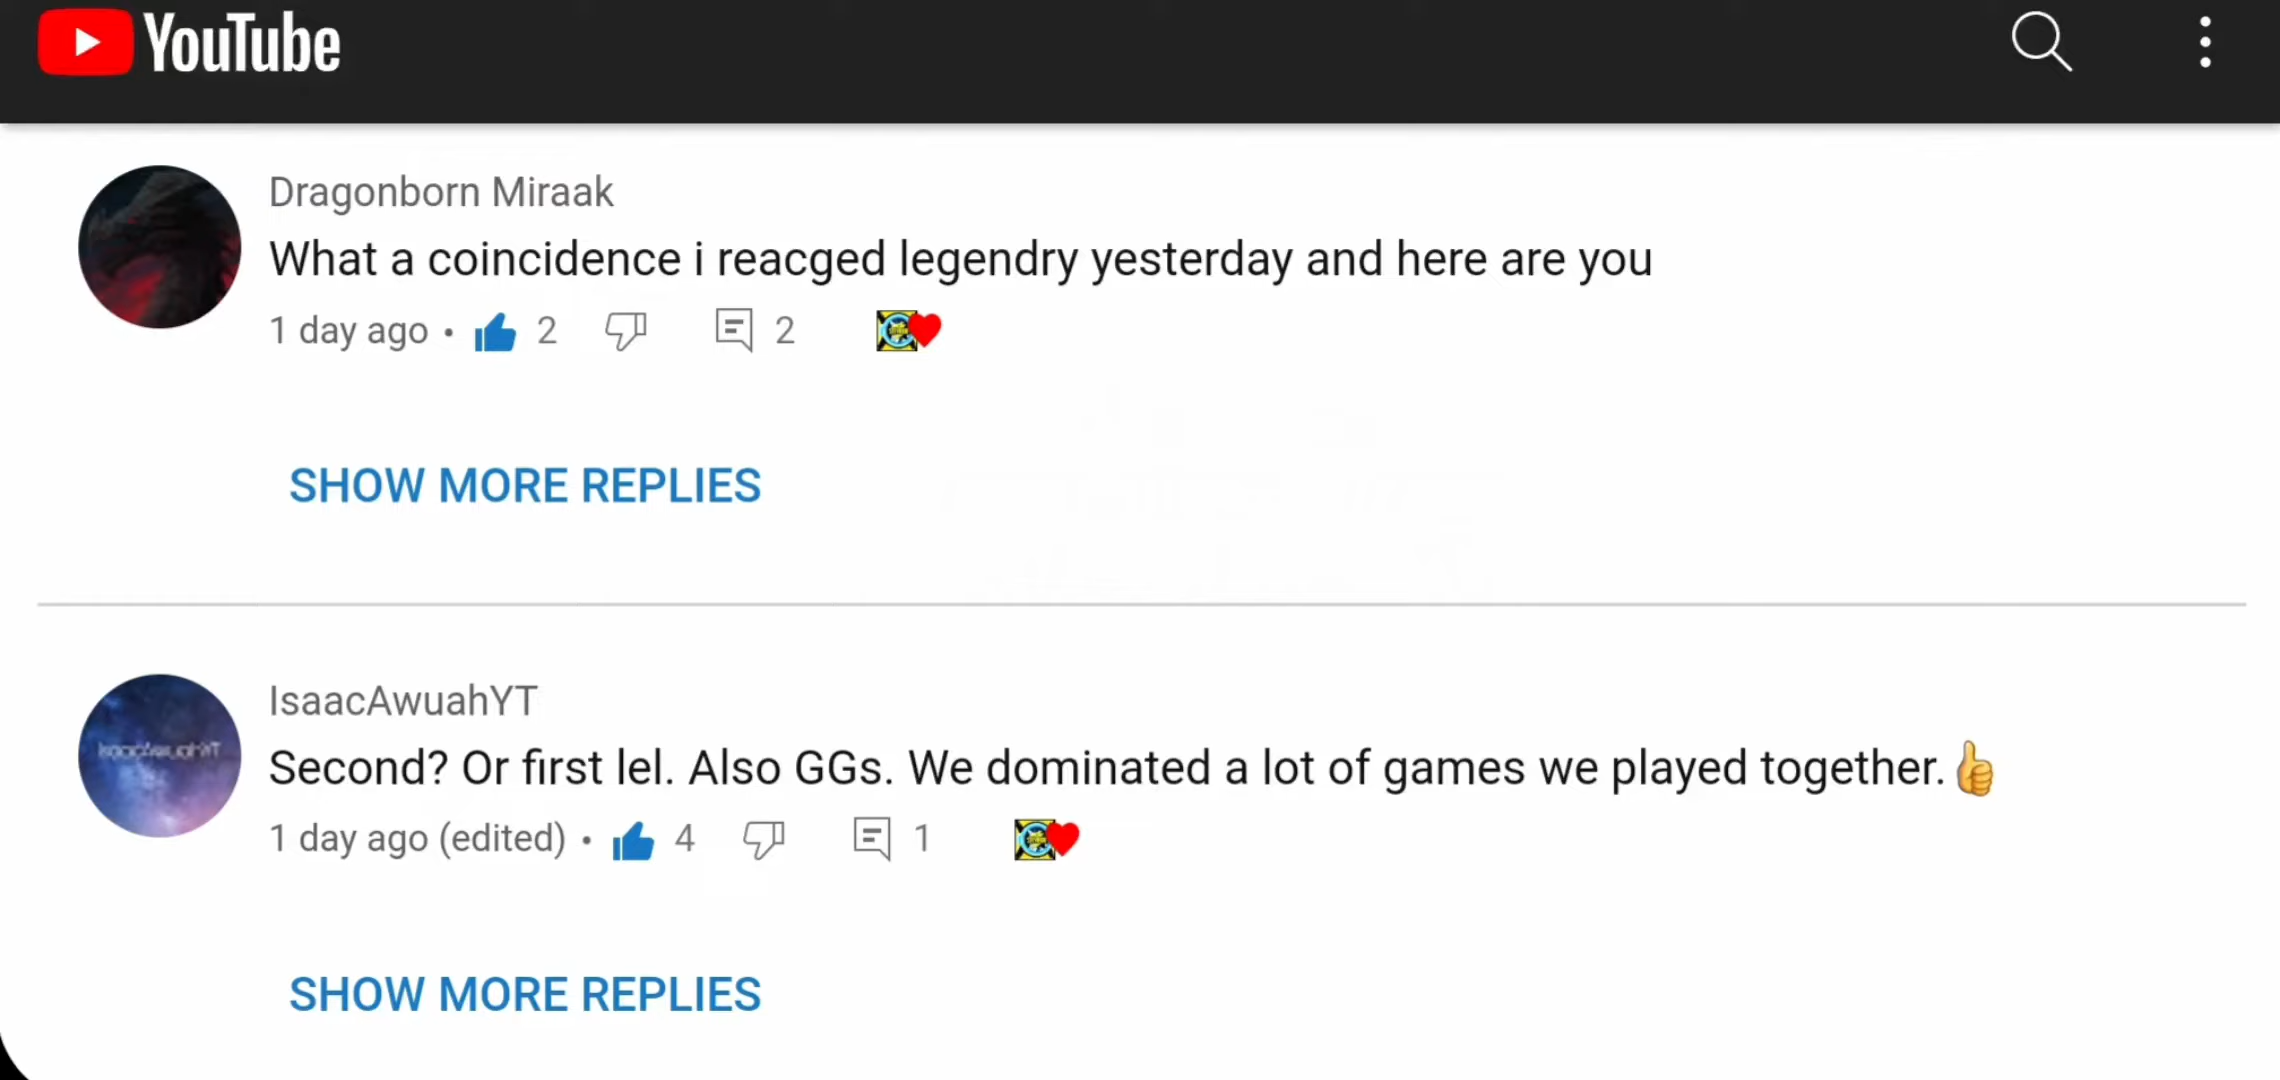 YouTube
Dragonborn Miraak
What a coincidence i reacged legendry yesterday and here are you
1 day ago • 2 2
SHOW MORE REPLIES
IsaacAwuahYT
Second? Or first lel. Also GGs. We dominated a lot of games we played together.👍
1 day ago (edited) • 4 1
SHOW MORE REPLIES